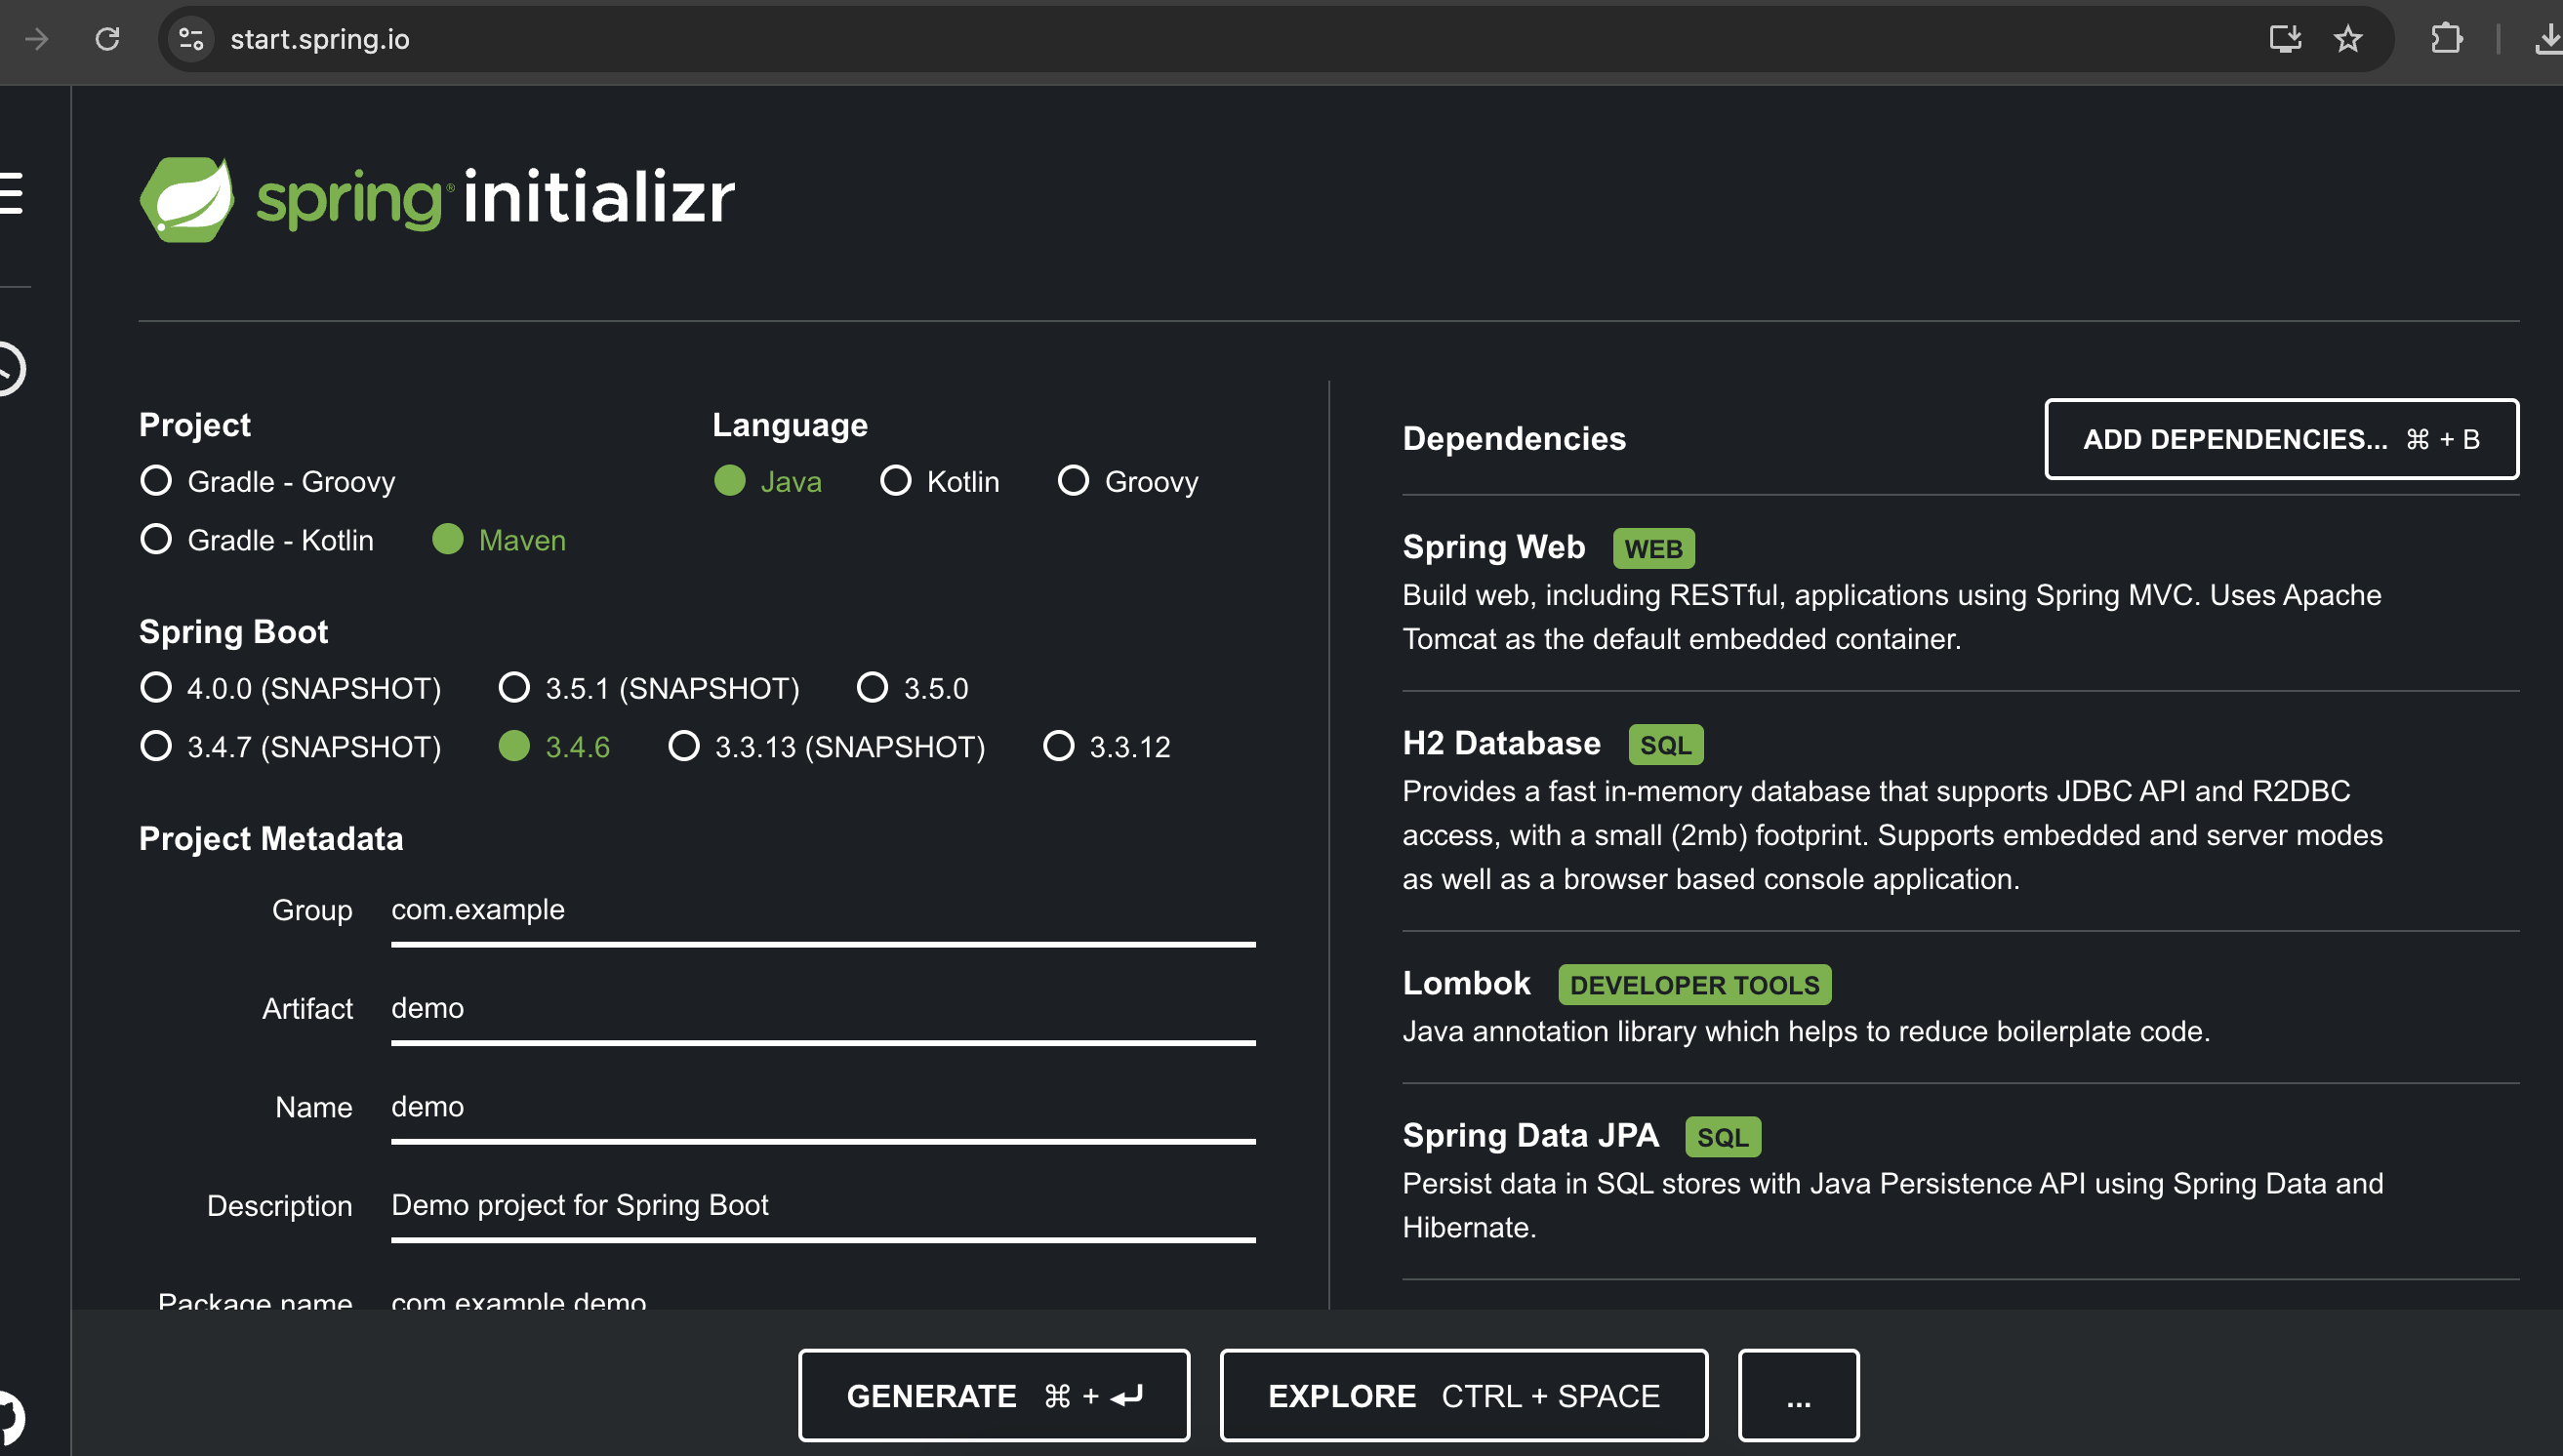 start.spring.io
spring® initializr
Project
Gradle - Groovy
Gradle - Kotlin Maven
Language
Java Kotlin Groovy
Spring Boot
4.0.0 (SNAPSHOT) 3.5.1 (SNAPSHOT) 3.5.0
3.4.7 (SNAPSHOT) 3.4.6 3.3.13 (SNAPSHOT) 3.3.12
Project Metadata
Group com.example
Artifact demo
Name demo
Description Demo project for Spring Boot
Package name com.example.demo
Dependencies
ADD DEPENDENCIES... ⌘ + B
Spring Web WEB
Build web, including RESTful, applications using Spring MVC. Uses Apache
Tomcat as the default embedded container.
H2 Database SQL
Provides a fast in-memory database that supports JDBC API and R2DBC
access, with a small (2mb) footprint. Supports embedded and server modes
as well as a browser based console application.
Lombok DEVELOPER TOOLS
Java annotation library which helps to reduce boilerplate code.
Spring Data JPA SQL
Persist data in SQL stores with Java Persistence API using Spring Data and
Hibernate.
GENERATE ⌘ + ⏎
EXPLORE CTRL + SPACE
...